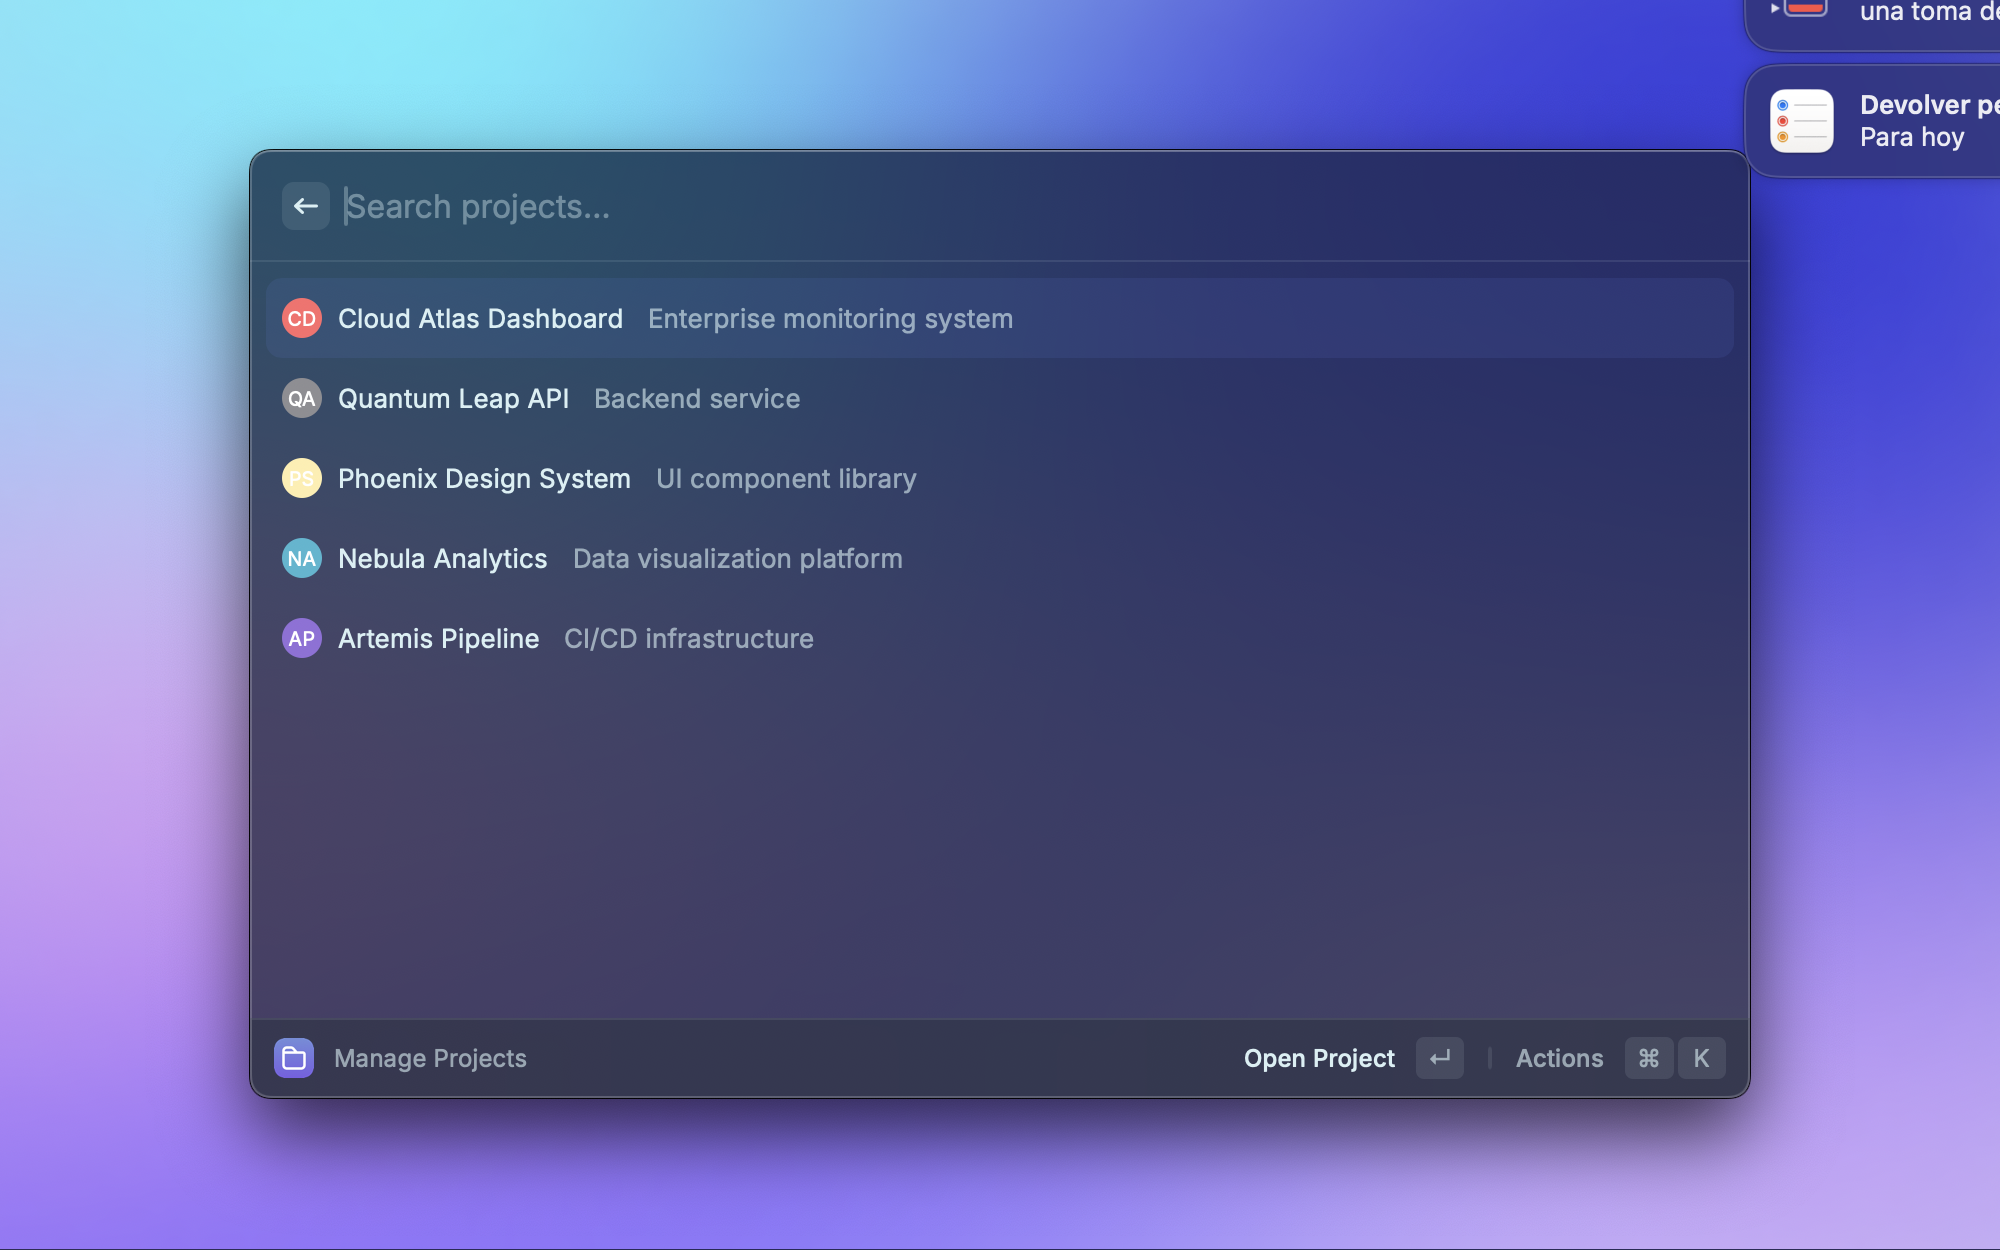 una toma de
Devolver pe
Para hoy
Search projects...
CD Cloud Atlas Dashboard Enterprise monitoring system
QA Quantum Leap API Backend service
PS Phoenix Design System UI component library
NA Nebula Analytics Data visualization platform
AP Artemis Pipeline CI/CD infrastructure
Manage Projects Open Project ↵ | Actions ⌘ K